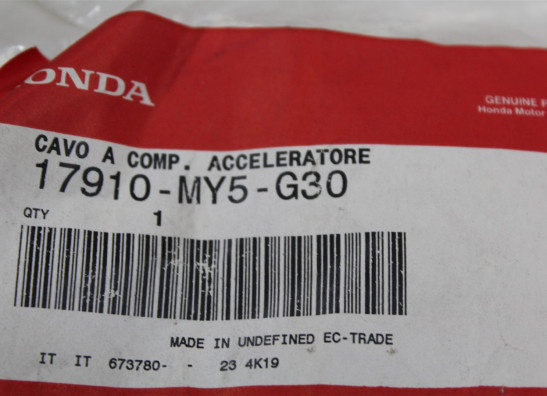 ONDA
GENUINE
Honda Motor
CAVO A COMP. ACCELERATORE
17910-MY5-G30
QTY 1
MADE IN UNDEFINED EC-TRADE
IT IT 673780- - 23 4K19